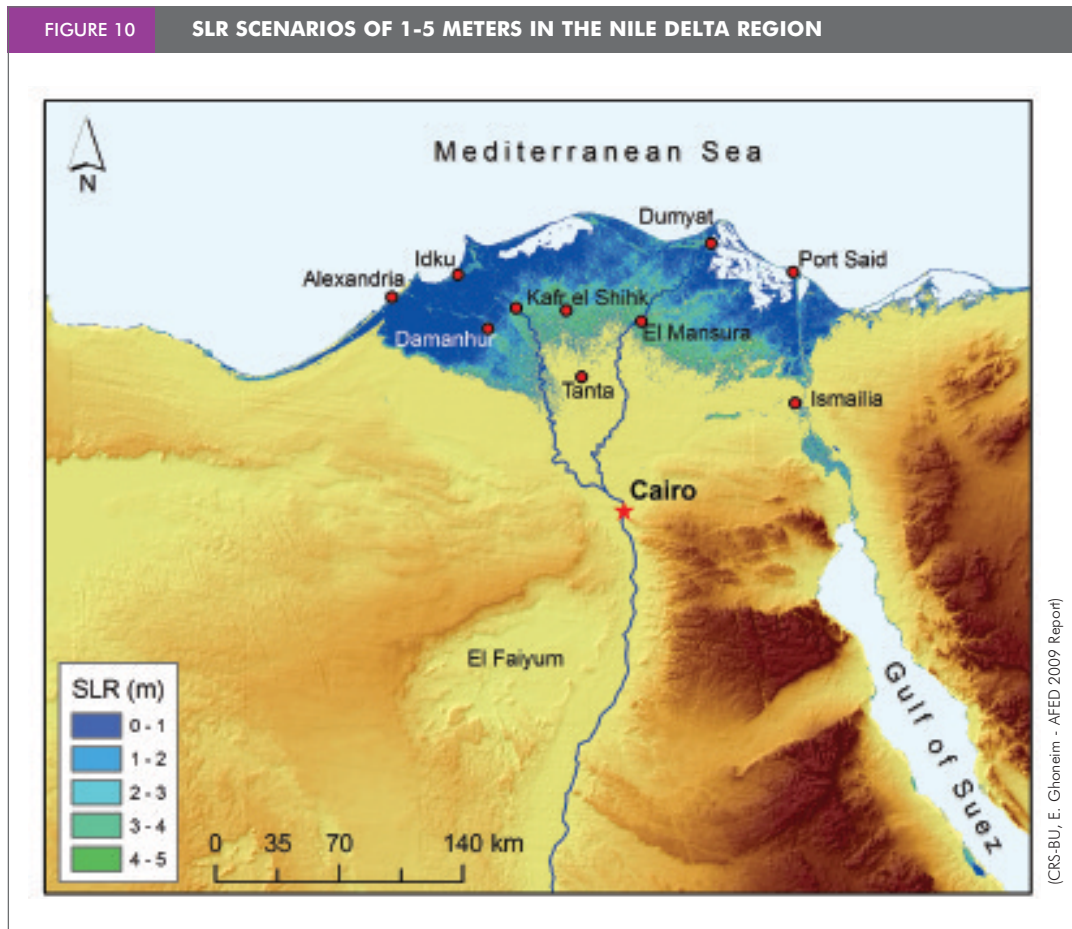 FIGURE 10
SLR SCENARIOS OF 1-5 METERS IN THE NILE DELTA REGION
N
Mediterranean Sea
Dumyat
Idku
Port Said
Alexandria
Kafr el Shihk
Damanhur
El Mansura
Tanta
Ismailia
Cairo
El Faiyum
Gulf of Suez
SLR (m)
0 - 1
1 - 2
2 - 3
3 - 4
4 - 5
0 35 70 140 km
(CRS-BU, E. Ghoneim - AFED 2009 Report)